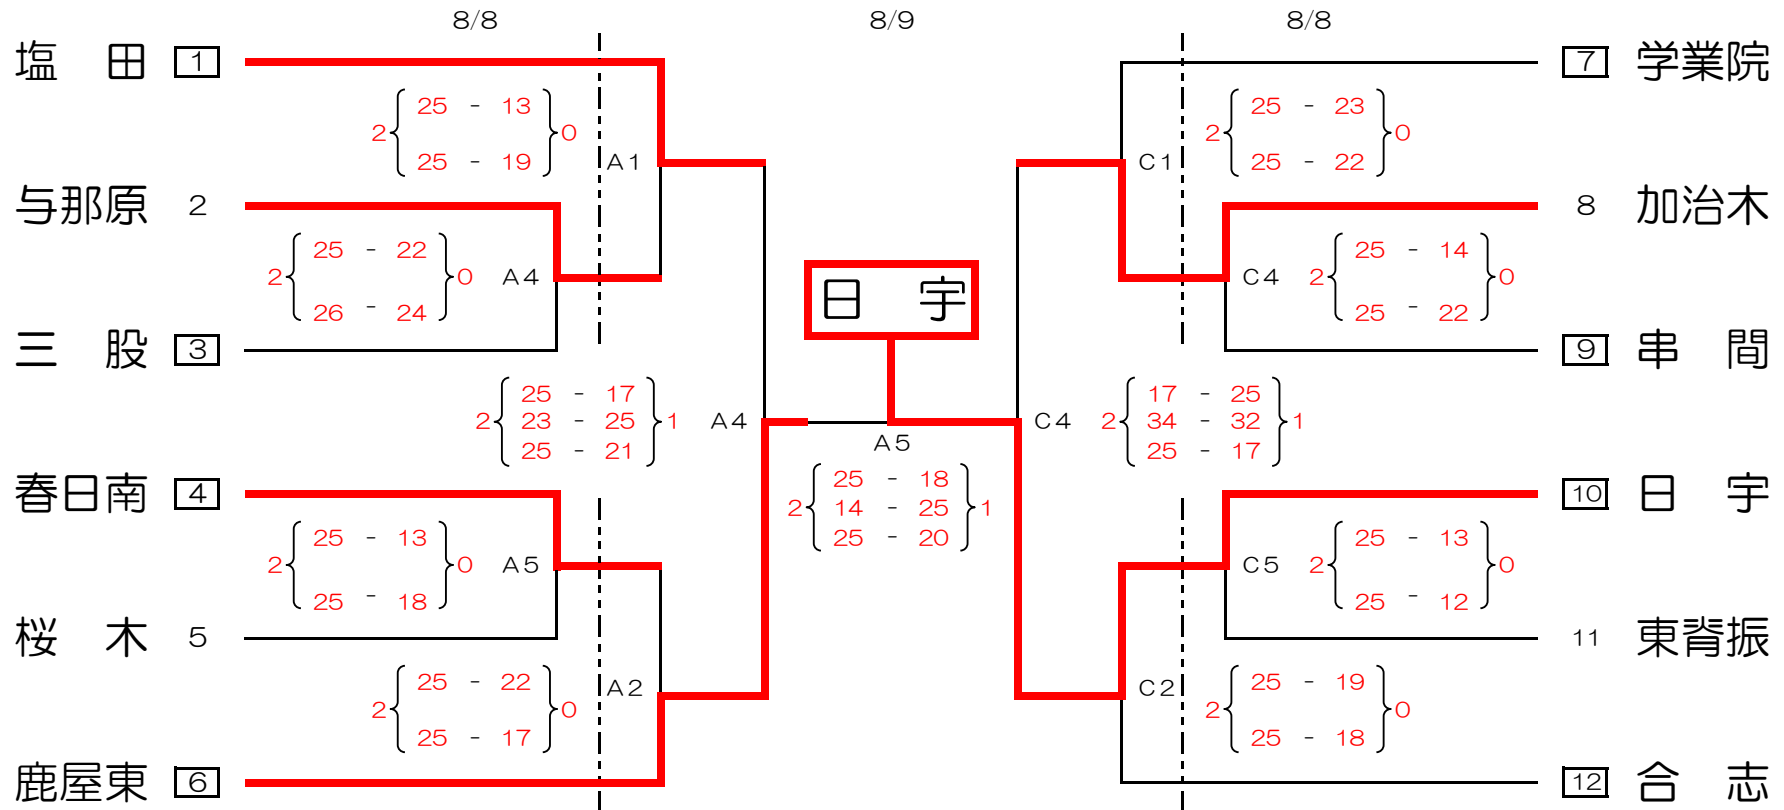 8/8 8/9 8/8
塩　田 1 7 学業院
25 - 13 25 - 23
2 0 2 0
25 - 19 A1 C1 25 - 22
与那原 2 8 加治木
25 - 22 25 - 14
2 0 A4 C4 2 0
日　宇
26 - 24 25 - 22
三　股 3 9 串　間
25 - 17 17 - 25
2 23 - 25 1 A4 C4 2 34 - 32 1
A5
25 - 21 25 - 17
25 - 18
春日南 4 10 日　宇
2 14 - 25 1
25 - 20
25 - 13 25 - 13
2 0 A5 C5 2 0
25 - 18 25 - 12
桜　木 5 11 東脊振
25 - 22 A2 C2 25 - 19
2 0 2 0
25 - 17 25 - 18
鹿屋東 6 12 合　志